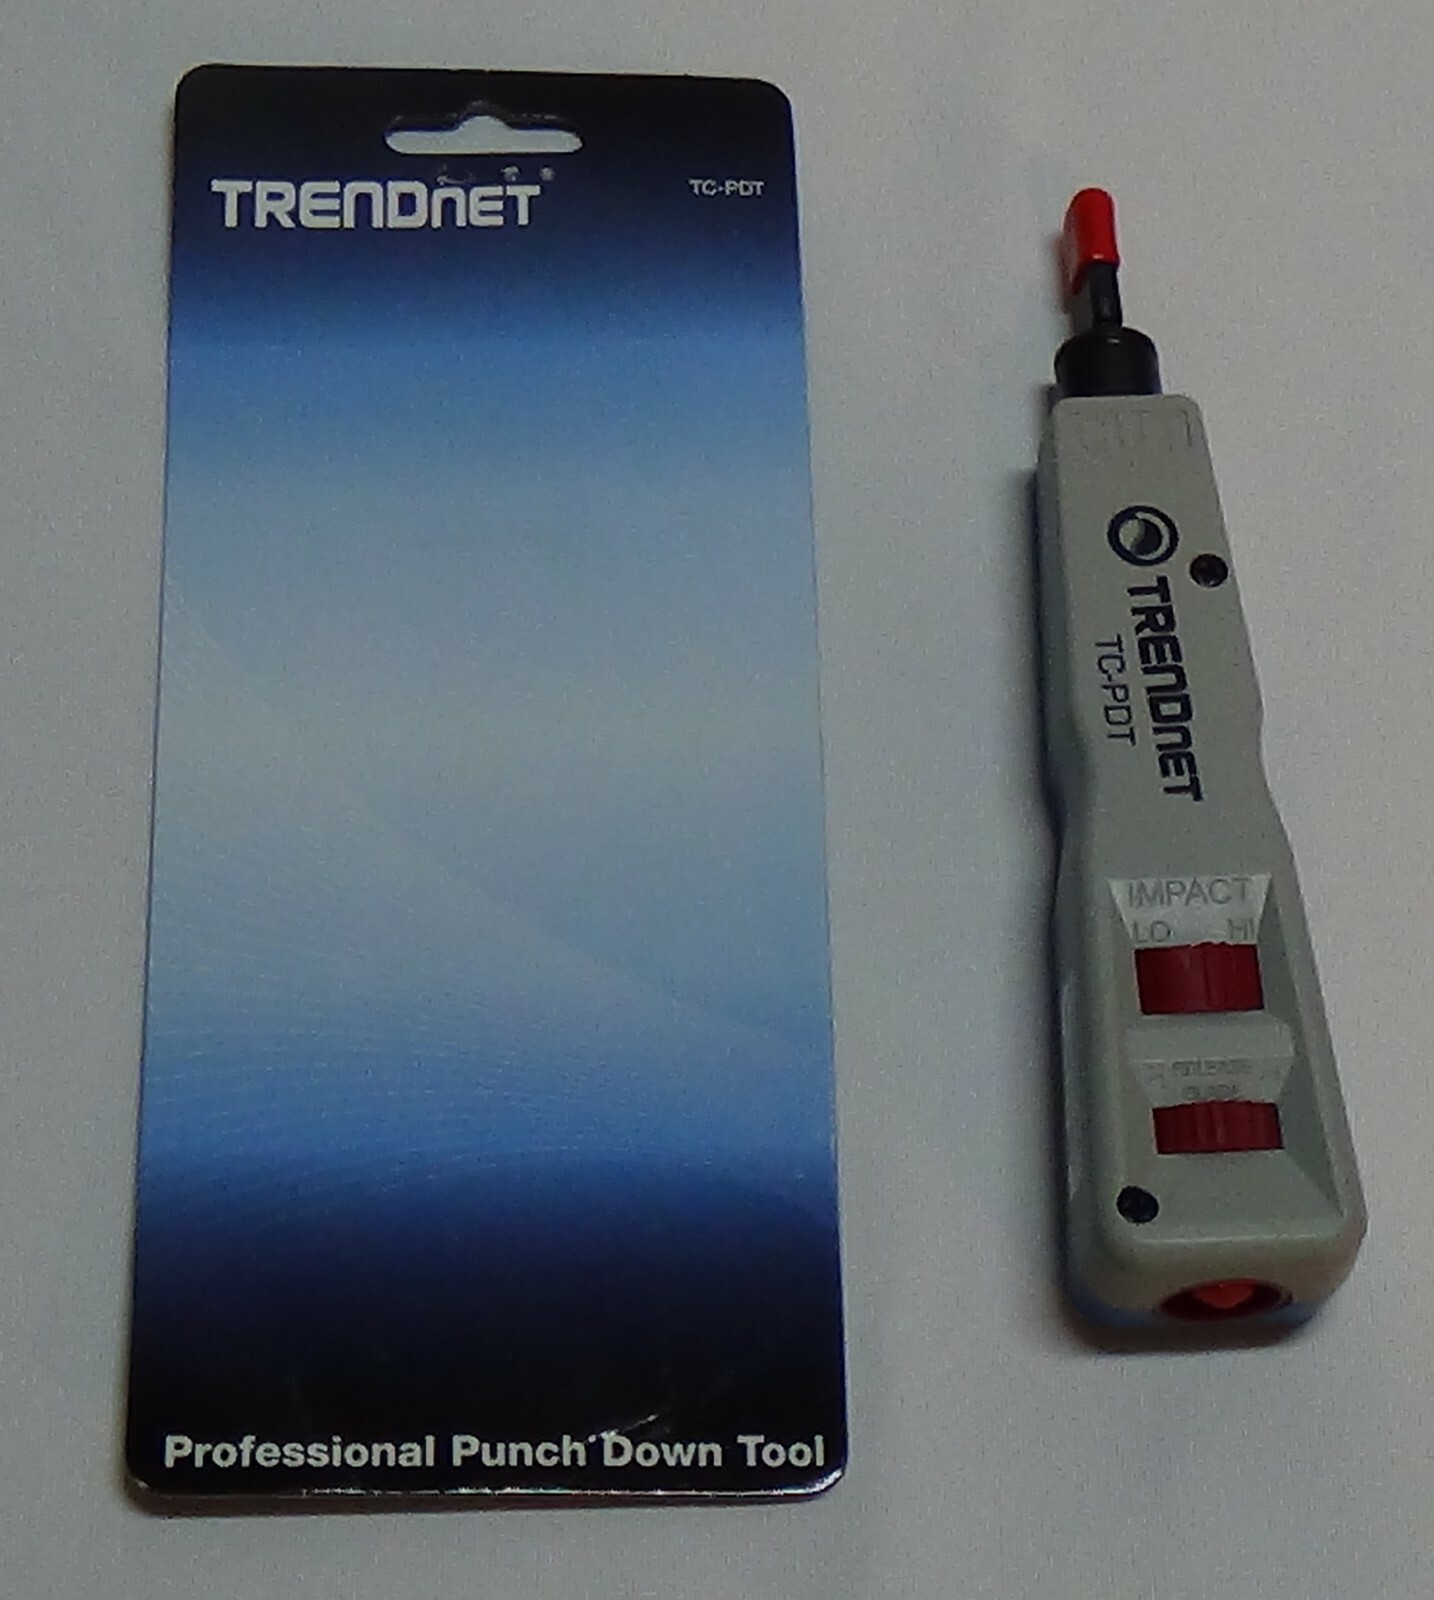 TRENDnET
TC-PDT
Professional Punch Down Tool
TRENDnET
TC-PDT
IMPACT
LO HI